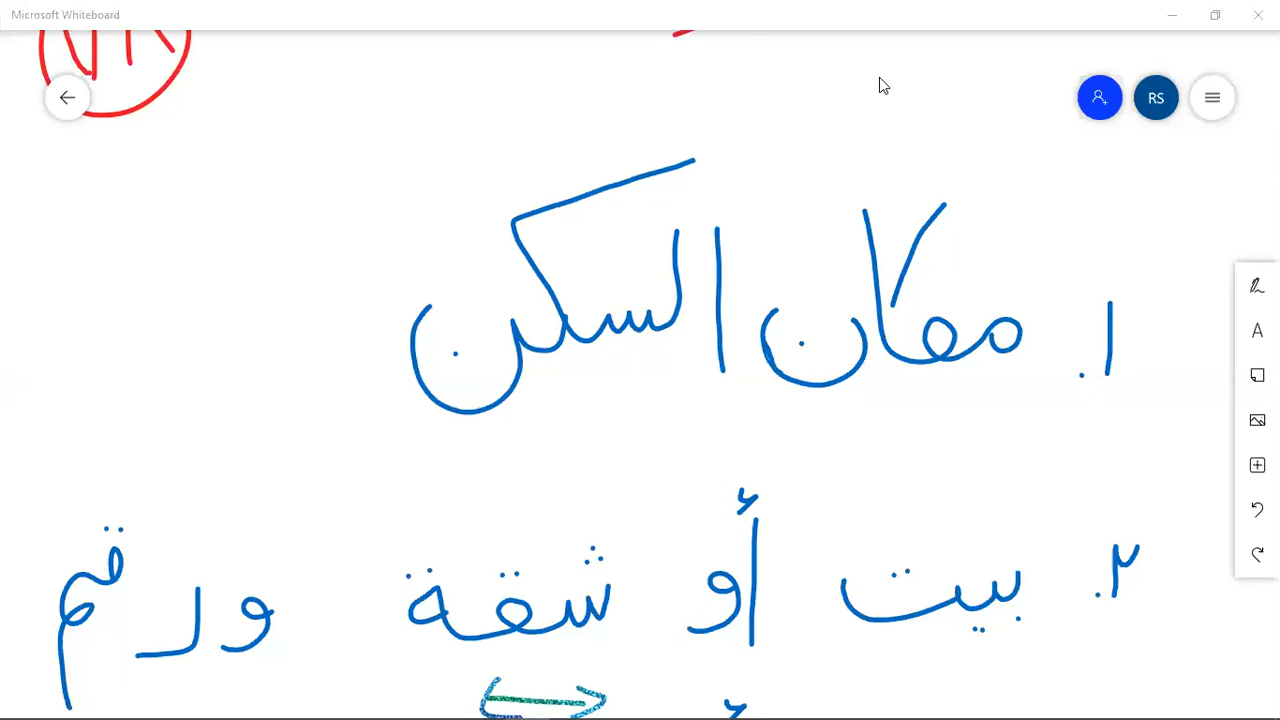 Microsoft Whiteboard
RS
١. مكان السكن
٢. بيت أو شقة ورقم